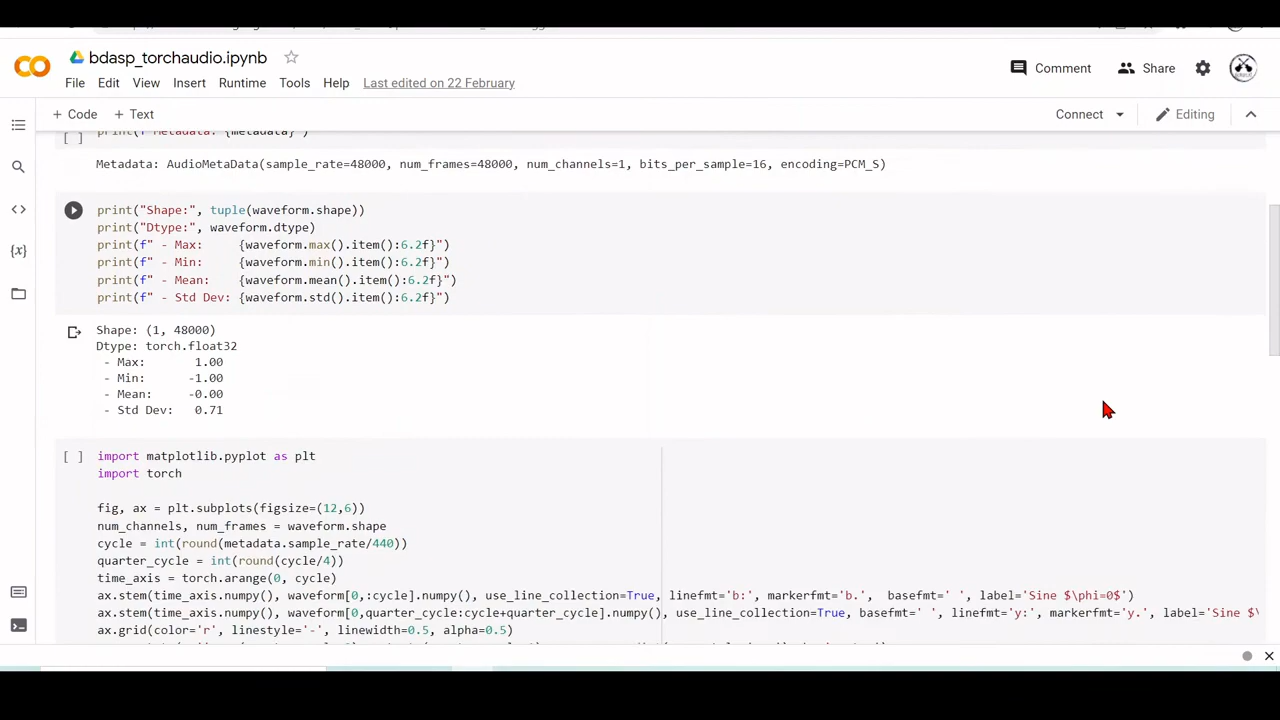 bdasp_torchaudio.ipynb
File Edit View Insert Runtime Tools Help Last edited on 22 February
Comment Share
+ Code + Text
Connect Editing
print(f"Metadata: {metadata}")
[ ]
Metadata: AudioMetaData(sample_rate=48000, num_frames=48000, num_channels=1, bits_per_sample=16, encoding=PCM_S)
print("Shape:", tuple(waveform.shape))
print("Dtype:", waveform.dtype)
print(f" - Max:     {waveform.max().item():6.2f}")
print(f" - Min:     {waveform.min().item():6.2f}")
print(f" - Mean:    {waveform.mean().item():6.2f}")
print(f" - Std Dev: {waveform.std().item():6.2f}")
Shape: (1, 48000)
Dtype: torch.float32
- Max:     1.00
- Min:     -1.00
- Mean:    -0.00
- Std Dev: 0.71
[ ] import matplotlib.pyplot as plt
import torch
fig, ax = plt.subplots(figsize=(12,6))
num_channels, num_frames = waveform.shape
cycle = int(round(metadata.sample_rate/440))
quarter_cycle = int(round(cycle/4))
time_axis = torch.arange(0, cycle)
ax.stem(time_axis.numpy(), waveform[0,:cycle].numpy(), use_line_collection=True, linefmt='b:', markerfmt='b.', basefmt=' ', label='Sine $\phi=0$')
ax.stem(time_axis.numpy(), waveform[0,quarter_cycle:cycle+quarter_cycle].numpy(), use_line_collection=True, basefmt=' ', linefmt='y:', markerfmt='y.', label='Sine $\
ax.grid(color='r', linestyle='-', linewidth=0.5, alpha=0.5)